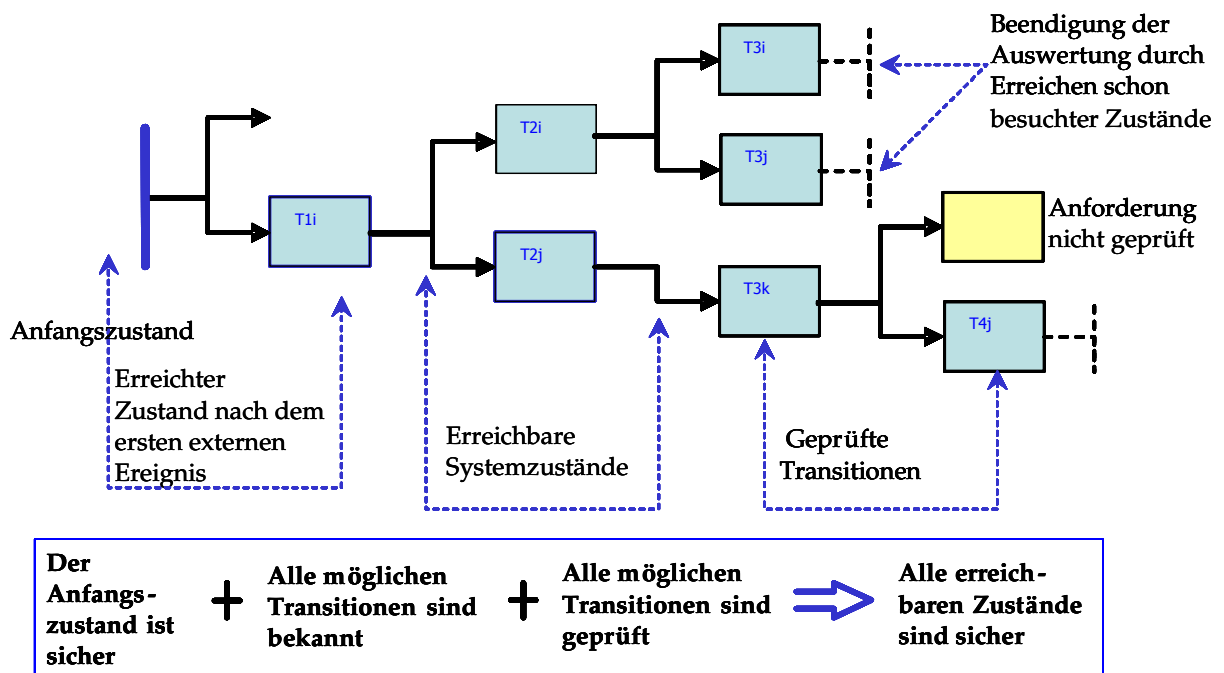 T3i
Beendigung der
Auswertung durch
Erreichen schon
besuchter Zustände
T2i
T3j
T1i
Anforderung
nicht geprüft
T2j
T3k
T4j
Anfangszustand
Erreichter
Zustand nach dem
ersten externen
Ereignis
Erreichbare
Systemzustände
Geprüfte
Transitionen
Der
Anfangs-
zustand ist
sicher
+
Alle möglichen
Transitionen sind
bekannt
+
Alle möglichen
Transitionen sind
geprüft
Alle erreich-
baren Zustände
sind sicher